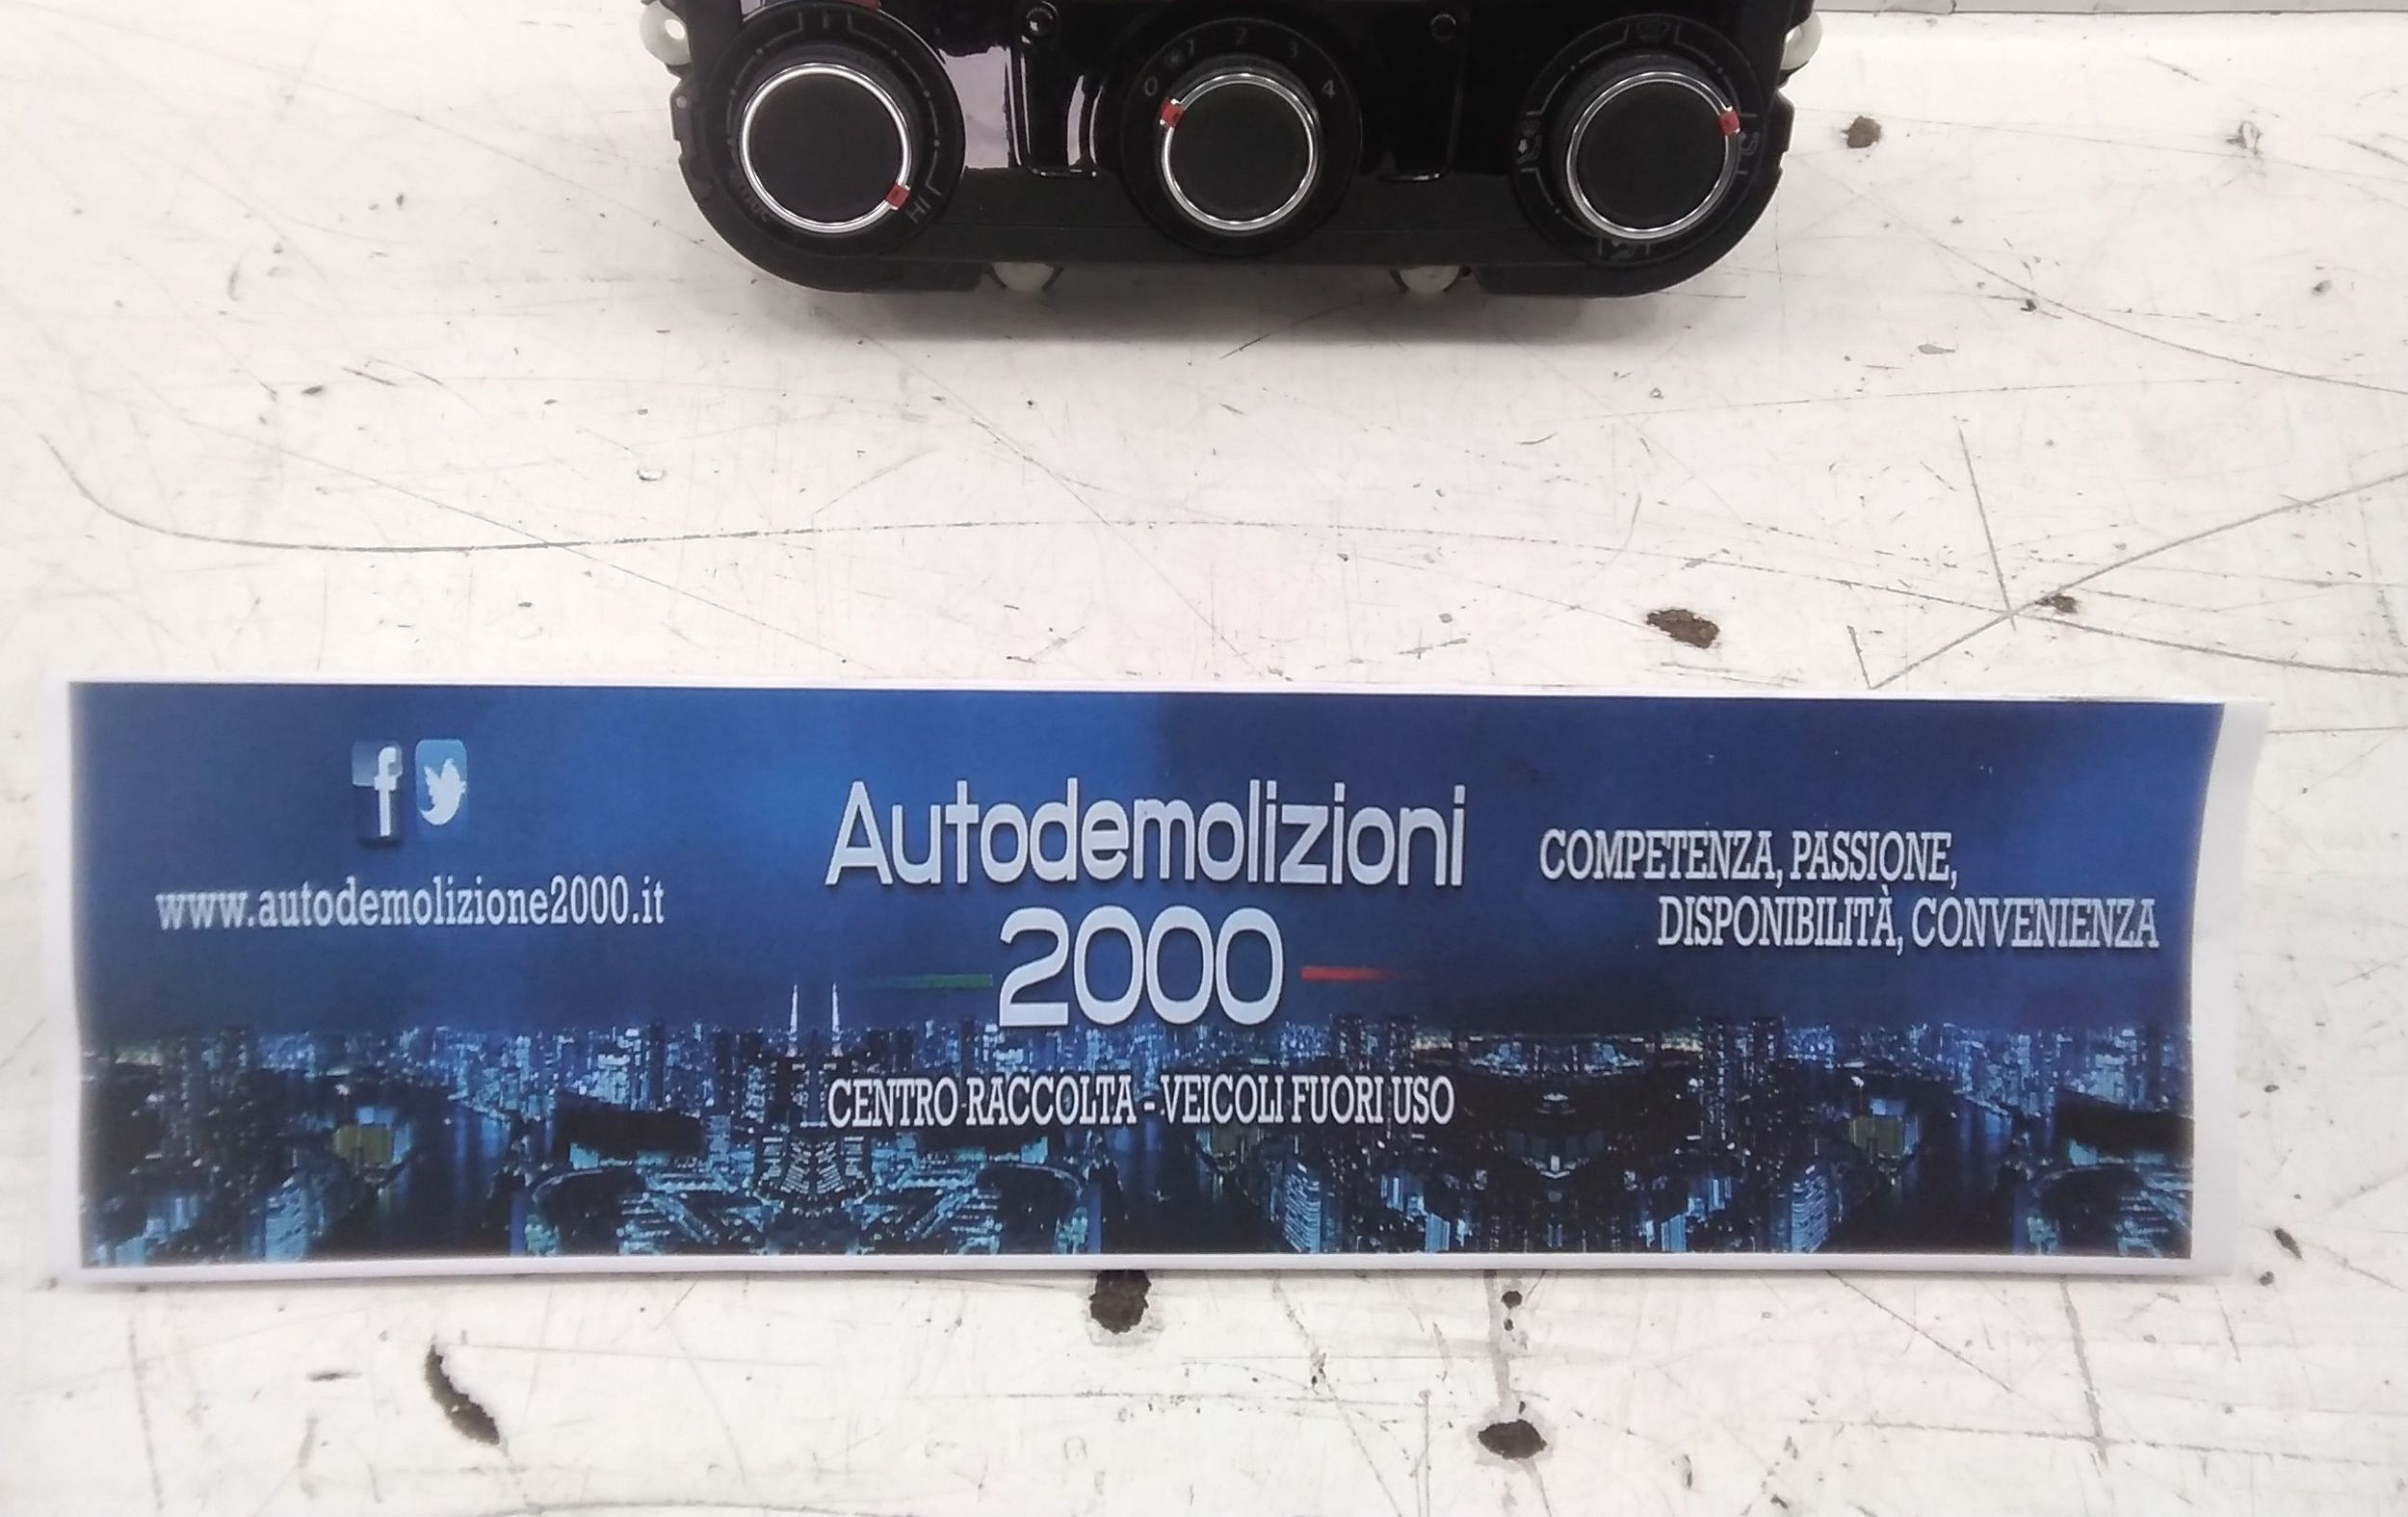 0 1 2 3 4
HI
f
www.autodemolizione2000.it
Autodemolizioni
2000
CENTRO RACCOLTA - VEICOLI FUORI USO
COMPETENZA, PASSIONE,
DISPONIBILITÀ, CONVENIENZA